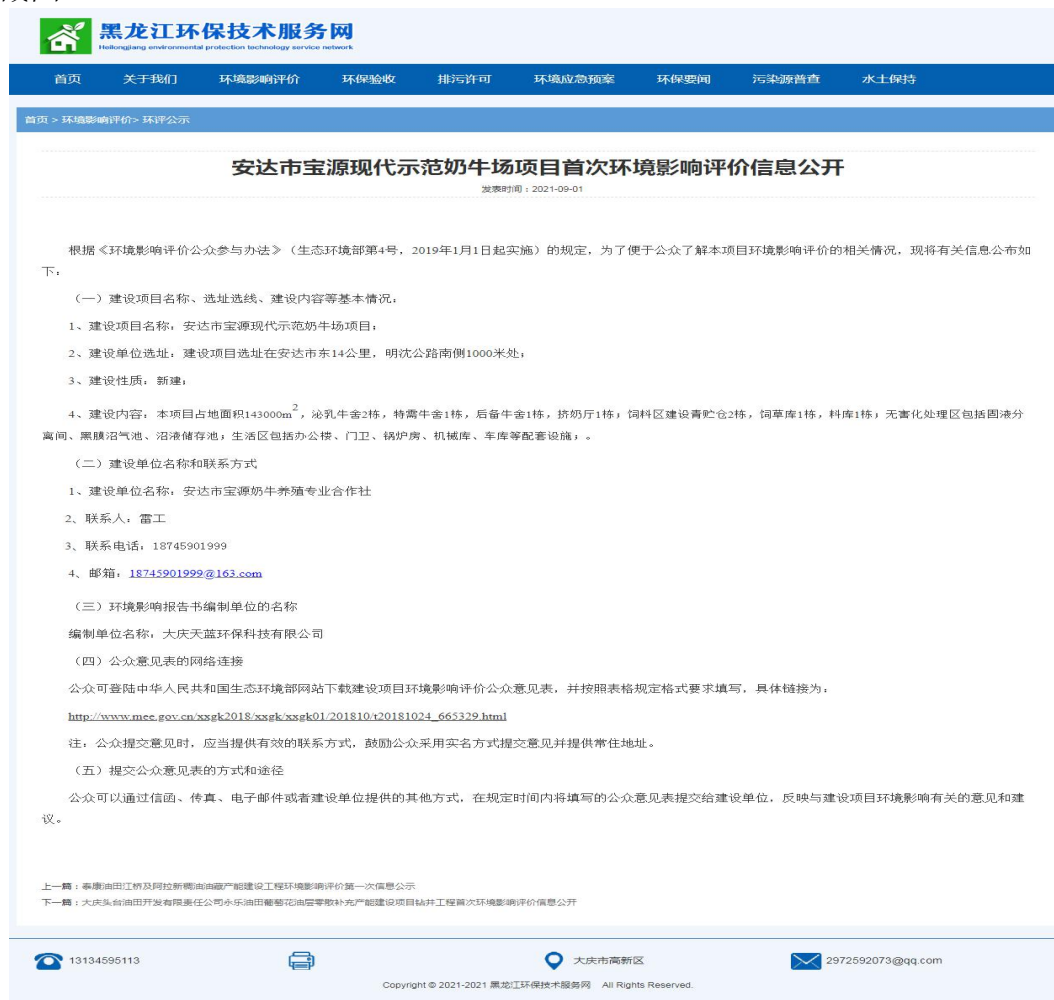 黑龙江环保技术服务网
Heilongjiang environmental protection technology service network
首页 关于我们 环境影响评价 环保验收 排污许可 环境应急预案 环保要闻 污染源普查 水土保持
首页 > 环境影响评价> 环评公示
安达市宝源现代示范奶牛场项目首次环境影响评价信息公开
发表时间：2021-09-01
根据《环境影响评价公众参与办法》（生态环境部第4号，2019年1月1日起实施）的规定，为了便于公众了解本项目环境影响评价的相关情况，现将有关信息公布如
下：
（一）建设项目名称、选址选线、建设内容等基本情况：
1、建设项目名称：安达市宝源现代示范奶牛场项目；
2、建设单位选址：建设项目选址在安达市东14公里，明沈公路南侧1000米处；
3、建设性质：新建；
4、建设内容：本项目占地面积143000m²，泌乳牛舍2栋，特需牛舍1栋，后备牛舍1栋，挤奶厅1栋；饲料区建设青贮仓2栋，饲草库1栋，料库1栋；无害化处理区包括固液分
离间、黑膜沼气池、沼液储存池；生活区包括办公楼、门卫、锅炉房、机械库、车库等配套设施；。
（二）建设单位名称和联系方式
1、建设单位名称：安达市宝源奶牛养殖专业合作社
2、联系人：雷工
3、联系电话：18745901999
4、邮箱：18745901999@163.com
（三）环境影响报告书编制单位的名称
编制单位名称：大庆天蓝环保科技有限公司
（四）公众意见表的网络连接
公众可登陆中华人民共和国生态环境部网站下载建设项目环境影响评价公众意见表，并按照表格规定格式要求填写，具体链接为：
http://www.mee.gov.cn/xxgk2018/xxgk/xxgk01/201810/t20181024_665329.html
注：公众提交意见时，应当提供有效的联系方式，鼓励公众采用实名方式提交意见并提供常住地址。
（五）提交公众意见表的方式和途径
公众可以通过信函、传真、电子邮件或者建设单位提供的其他方式，在规定时间内将填写的公众意见表提交给建设单位，反映与建设项目环境影响有关的意见和建
议。
上一篇：泰康油田江桥及阿拉新稠油油藏产能建设工程环境影响评价第一次信息公示
下一篇：大庆头台油田开发有限责任公司永乐油田葡萄花油层零散补充产能建设项目钻井工程首次环境影响评价信息公开
13134595113 大庆市高新区 2972592073@qq.com
Copyright © 2021-2021 黑龙江环保技术服务网 All Rights Reserved.